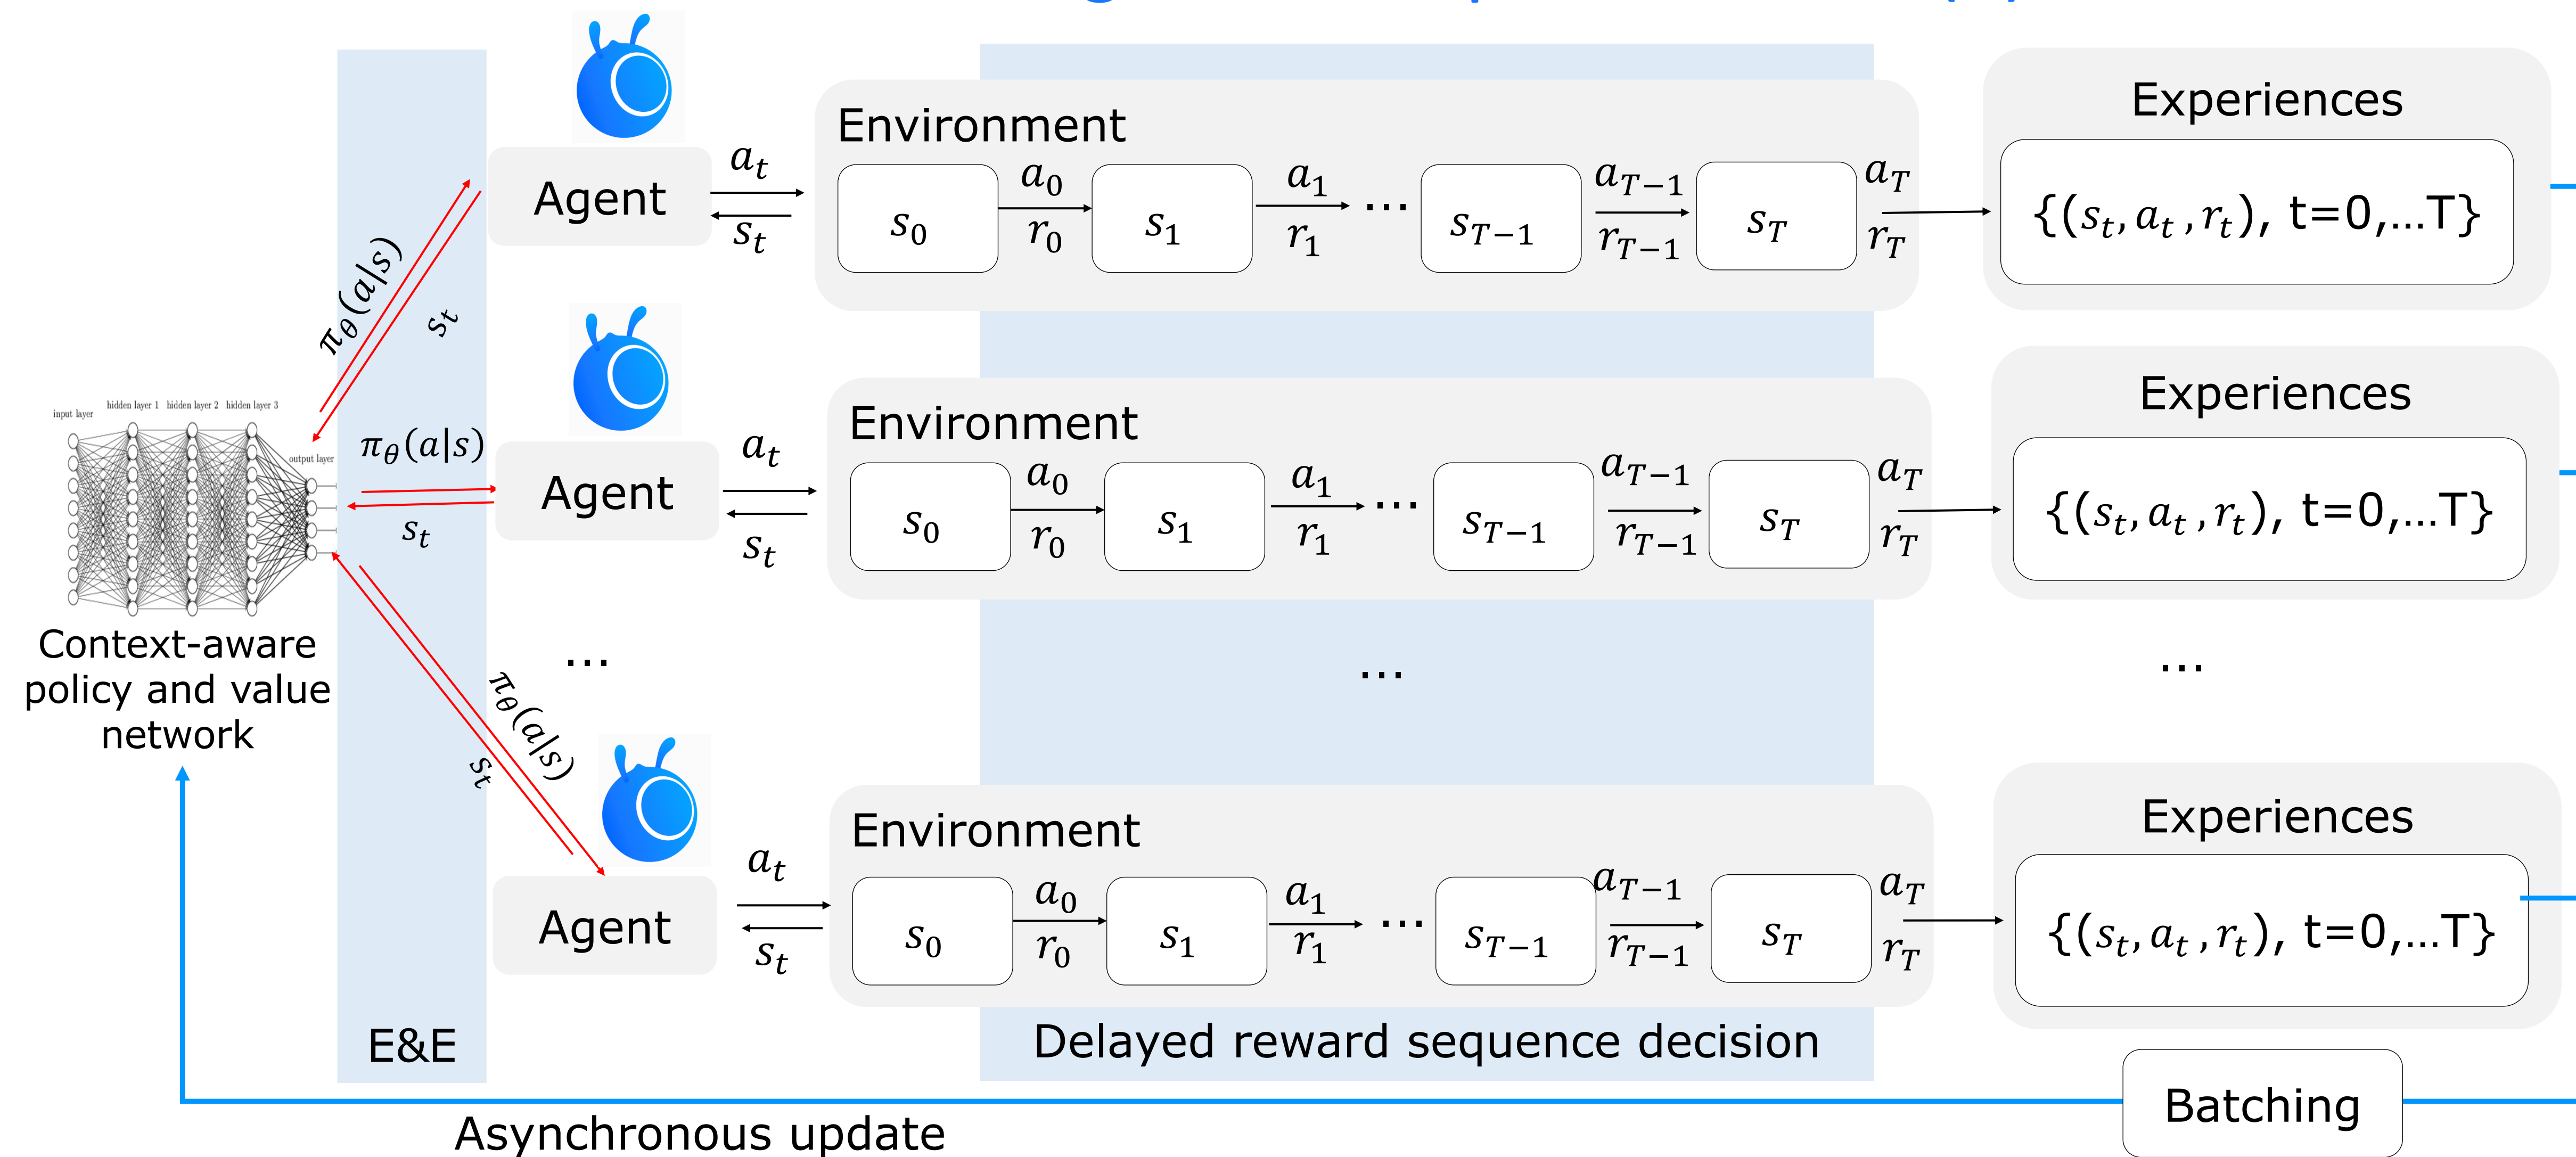 Environment
Experiences
a_t
Agent
s_t
s_0
a_0
r_0
s_1
a_1
r_1
...
s_{T−1}
a_{T−1}
r_{T−1}
s_T
a_T
r_T
{(s_t, a_t ,r_t), t=0,...T}
π_θ(a|s)
s_t
Environment
Experiences
input layer
hidden layer 1 hidden layer 2 hidden layer 3
output layer
π_θ(a|s)
s_t
Agent
a_t
s_t
s_0
a_0
r_0
s_1
a_1
r_1
...
s_{T−1}
a_{T−1}
r_{T−1}
s_T
a_T
r_T
{(s_t, a_t ,r_t), t=0,...T}
Context-aware
policy and value
network
...
...
...
π_θ(a|s)
s_t
Environment
Experiences
Agent
a_t
s_t
s_0
a_0
r_0
s_1
a_1
r_1
...
s_{T−1}
a_{T−1}
r_{T−1}
s_T
a_T
r_T
{(s_t, a_t ,r_t), t=0,...T}
E&E
Delayed reward sequence decision
Batching
Asynchronous update